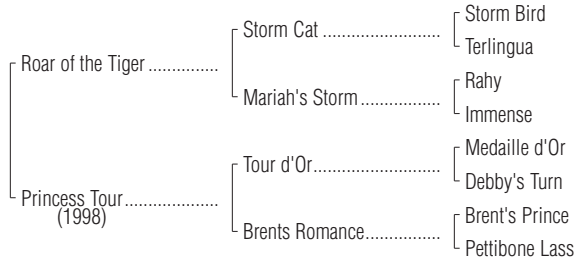 Storm Bird
Storm Cat ........................
Terlingua
Roar of the Tiger ..............
Rahy
Mariah's Storm ................
Immense
Medaille d'Or
Tour d'Or..........................
Debby's Turn
Princess Tour...................
(1998)
Brent's Prince
Brents Romance...............
Pettibone Lass